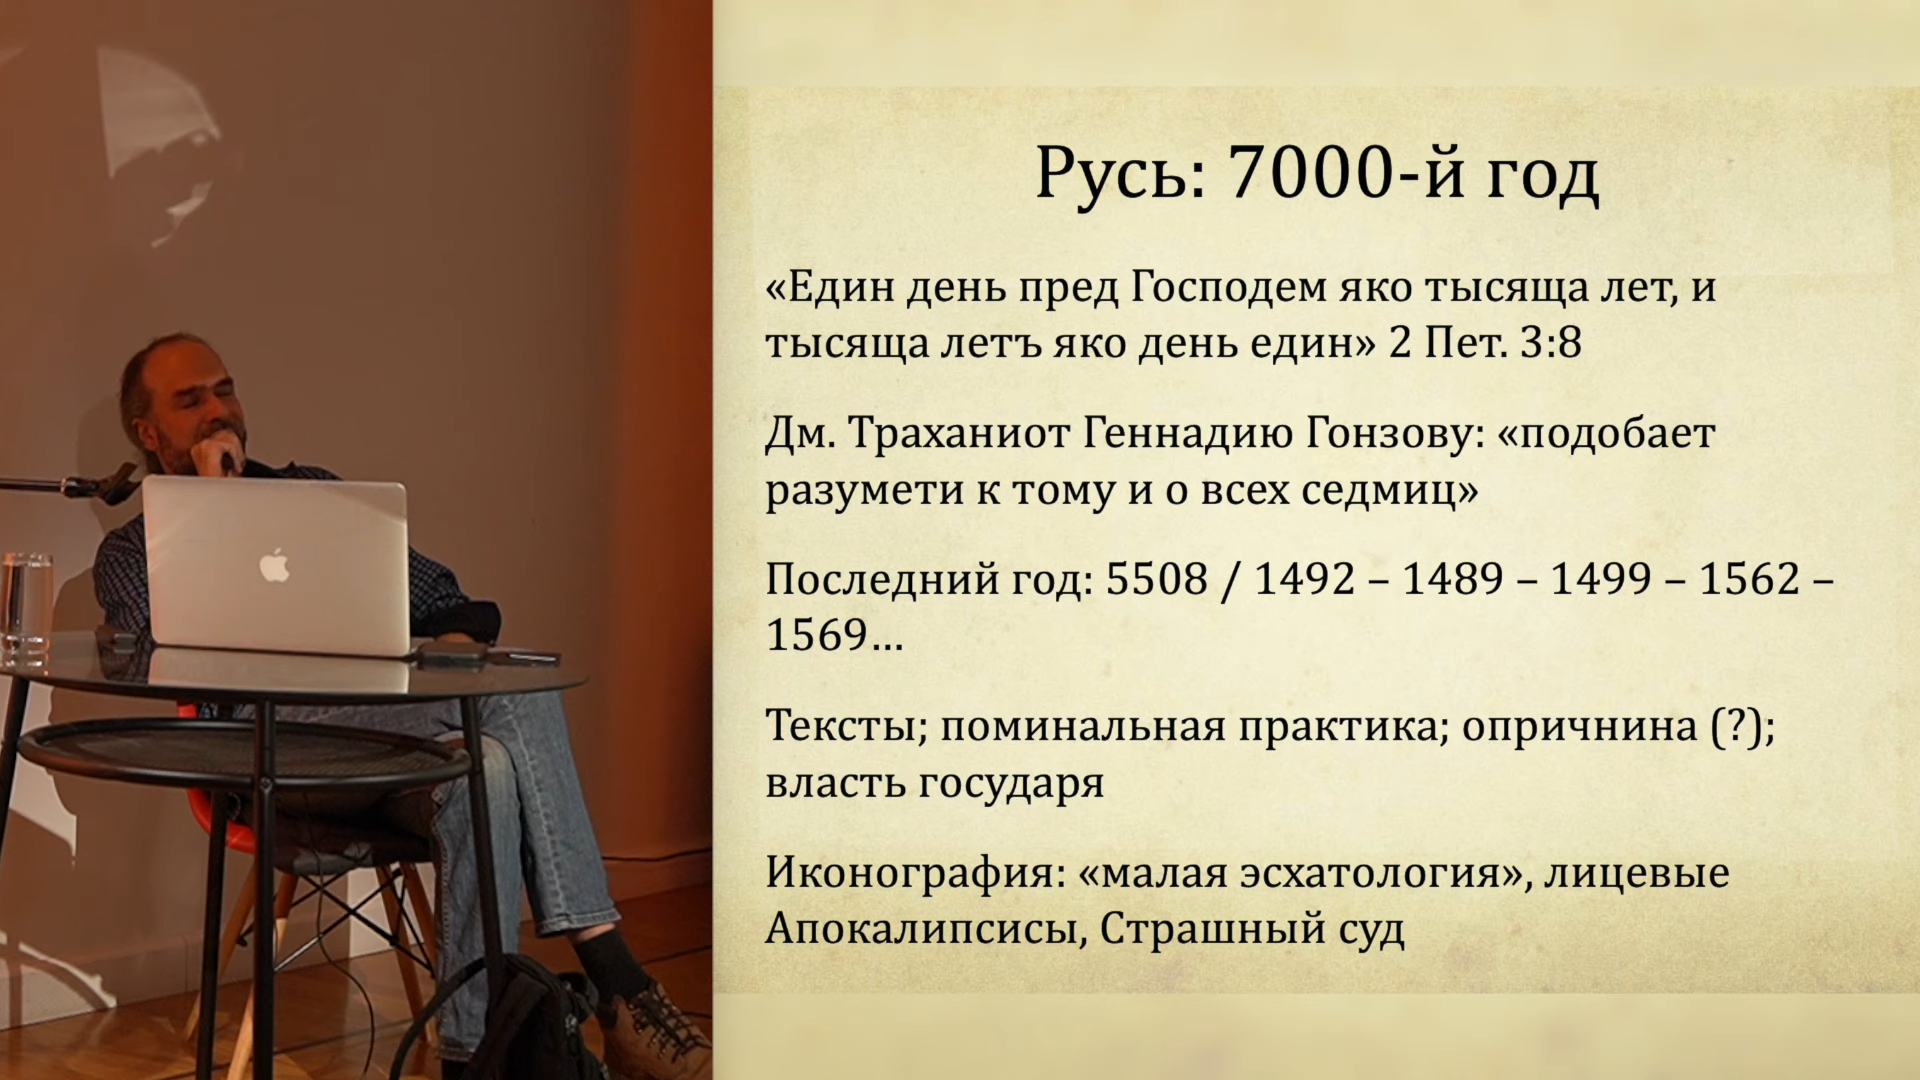 Русь: 7000-й год
«Един день пред Господем яко тысяща лет, и
тысяща летъ яко день един» 2 Пет. 3:8
Дм. Траханиот Геннадию Гонзову: «подобает
разумети к тому и о всех седмиц»
Последний год: 5508 / 1492 – 1489 – 1499 – 1562 –
1569...
Тексты; поминальная практика; опричнина (?);
власть государя
Иконография: «малая эсхатология», лицевые
Апокалипсисы, Страшный суд